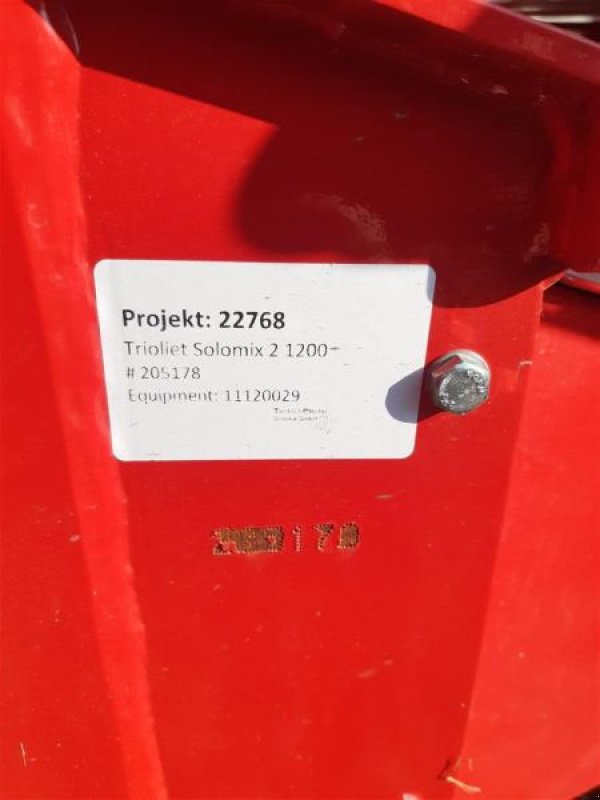 Projekt: 22768
Trioliet Solomix 2 1200
# 205178
Equipment: 11120029